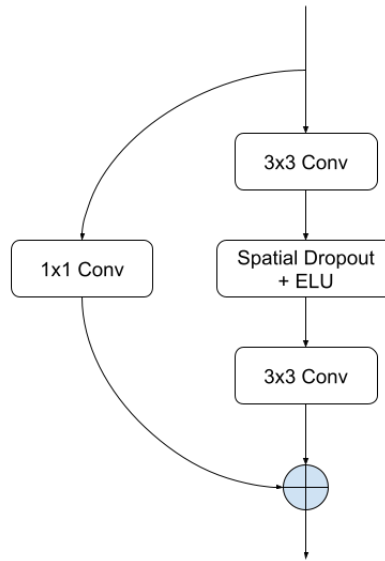 3x3 Conv
1x1 Conv
Spatial Dropout
+ ELU
3x3 Conv